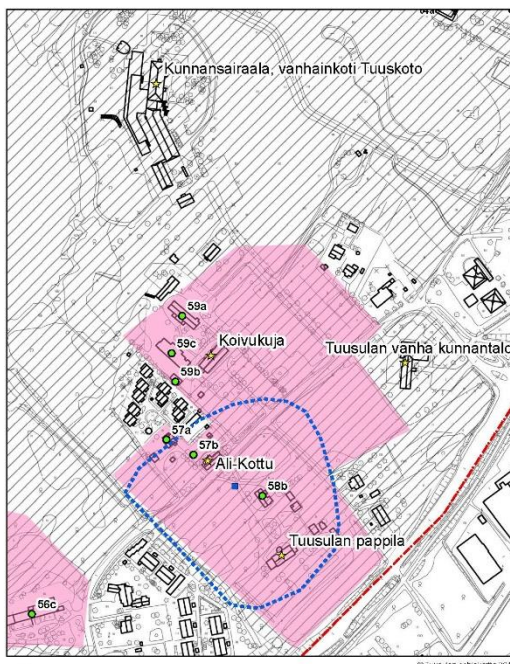 Kunnansairaala, vanhainkoti Tuuskoto
59a
59c
Koivukuja
Tuusulan vanha kunnantalo
59b
57a
57b
Ali-Kottu
58b
Tuusulan pappila
56c